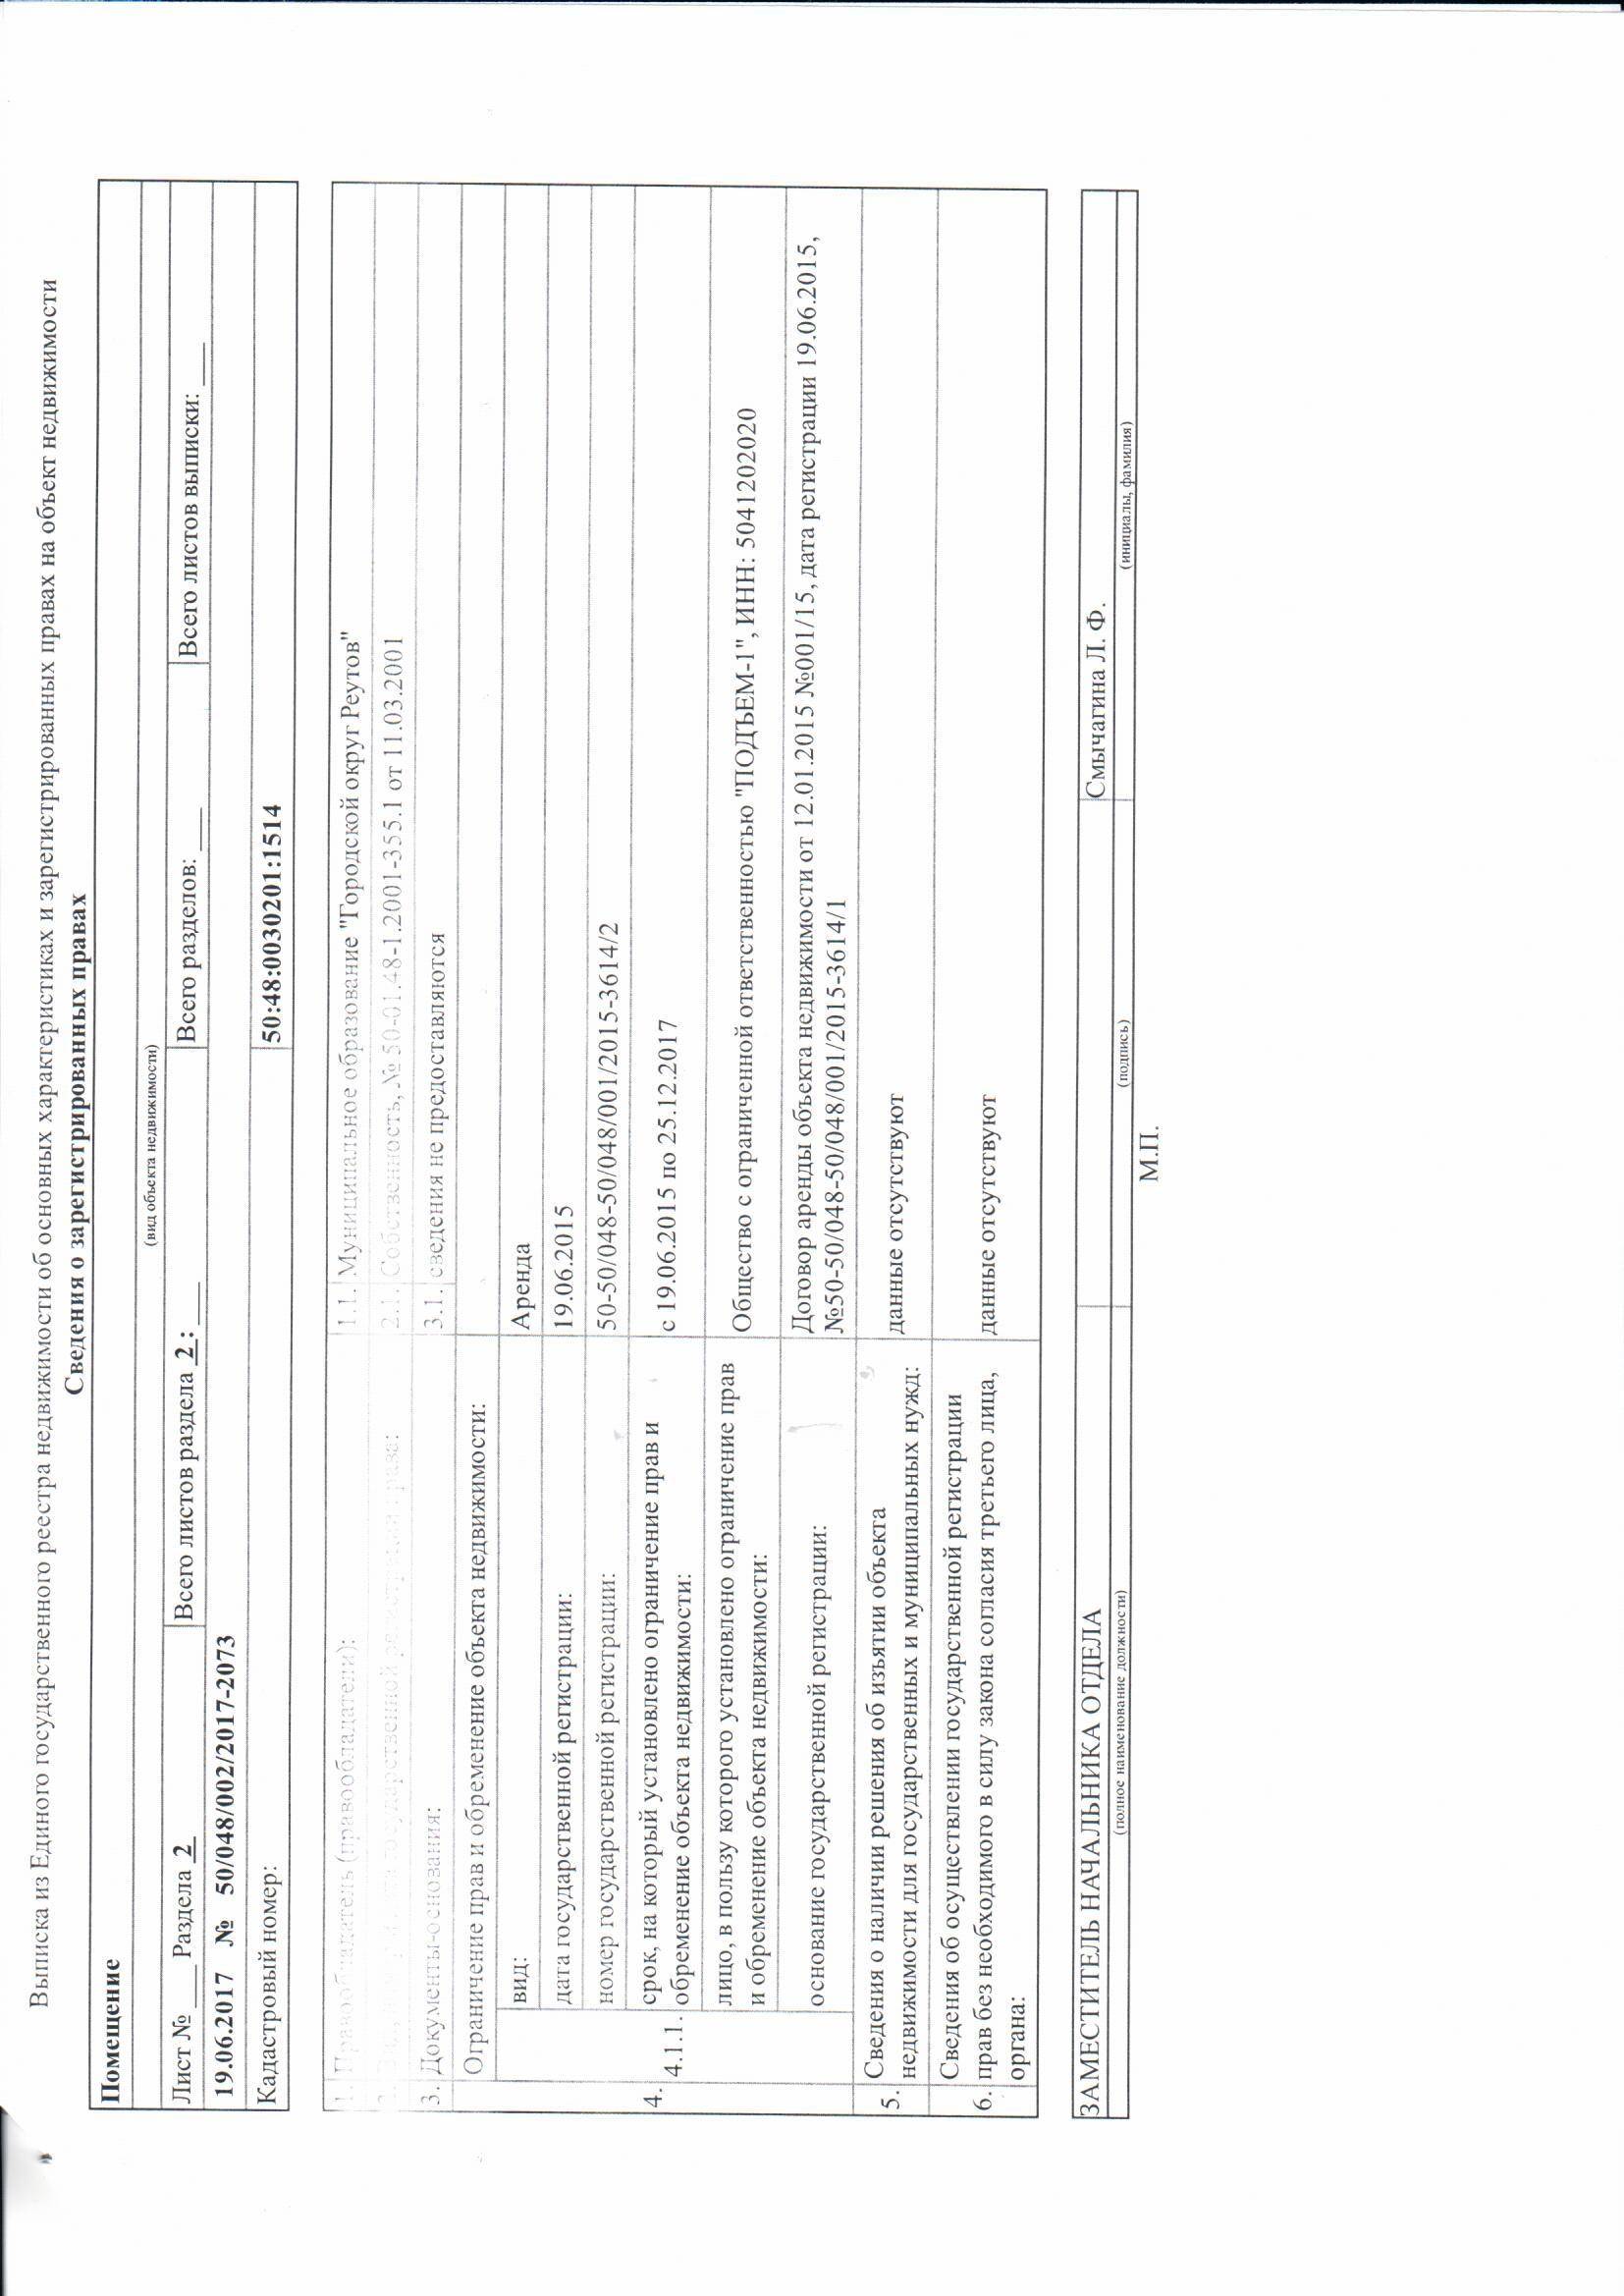 Выписка из Единого государственного реестра недвижимости об основных характеристиках и зарегистрированных правах на объект недвижимости
Сведения о зарегистрированных правах
Помещение
(вид объекта недвижимости)
Лист № ___ Раздела 2 Всего листов раздела 2 : ___ Всего разделов: ___ Всего листов выписки: ___
19.06.2017 № 50/048/002/2017-2073
Кадастровый номер: 50:48:0030201:1514
1. Правообладатель (правообладатели): 1.1. Муниципальное образование "Городской округ Реутов"
2. государственной регистрации права: 2.1. Собственность, № 50-01.48-1.2001-355.1 от 11.03.2001
3. Документы-основания: 3.1. сведения не предоставляются
Ограничение прав и обременение объекта недвижимости:
вид: Аренда
дата государственной регистрации: 19.06.2015
номер государственной регистрации: 50-50/048-50/048/001/2015-3614/2
4. 4.1.1. срок, на который установлено ограничение прав и
обременение объекта недвижимости: с 19.06.2015 по 25.12.2017
лицо, в пользу которого установлено ограничение прав
и обременение объекта недвижимости: Общество с ограниченной ответственностью "ПОДЪЕМ-1", ИНН: 5041202020
основание государственной регистрации: Договор аренды объекта недвижимости от 12.01.2015 №001/15, дата регистрации 19.06.2015,
№50-50/048-50/048/001/2015-3614/1
5. Сведения о наличии решения об изъятии объекта
недвижимости для государственных и муниципальных нужд: данные отсутствуют
Сведения об осуществлении государственной регистрации
6. прав без необходимого в силу закона согласия третьего лица,
органа: данные отсутствуют
ЗАМЕСТИТЕЛЬ НАЧАЛЬНИКА ОТДЕЛА Смычагина Л. Ф.
(полное наименование должности) (подпись) (инициалы, фамилия)
М.П.